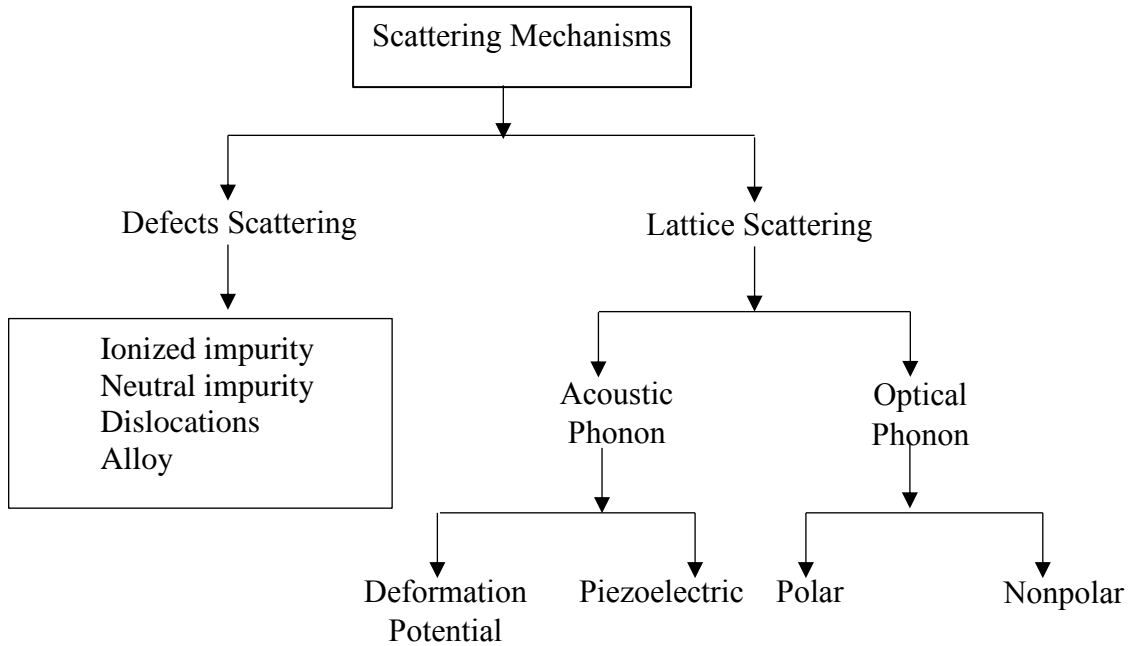 Scattering Mechanisms
Defects Scattering
Lattice Scattering
Ionized impurity
Neutral impurity
Dislocations
Alloy
Acoustic
Phonon
Optical
Phonon
Deformation
Potential
Piezoelectric
Polar
Nonpolar